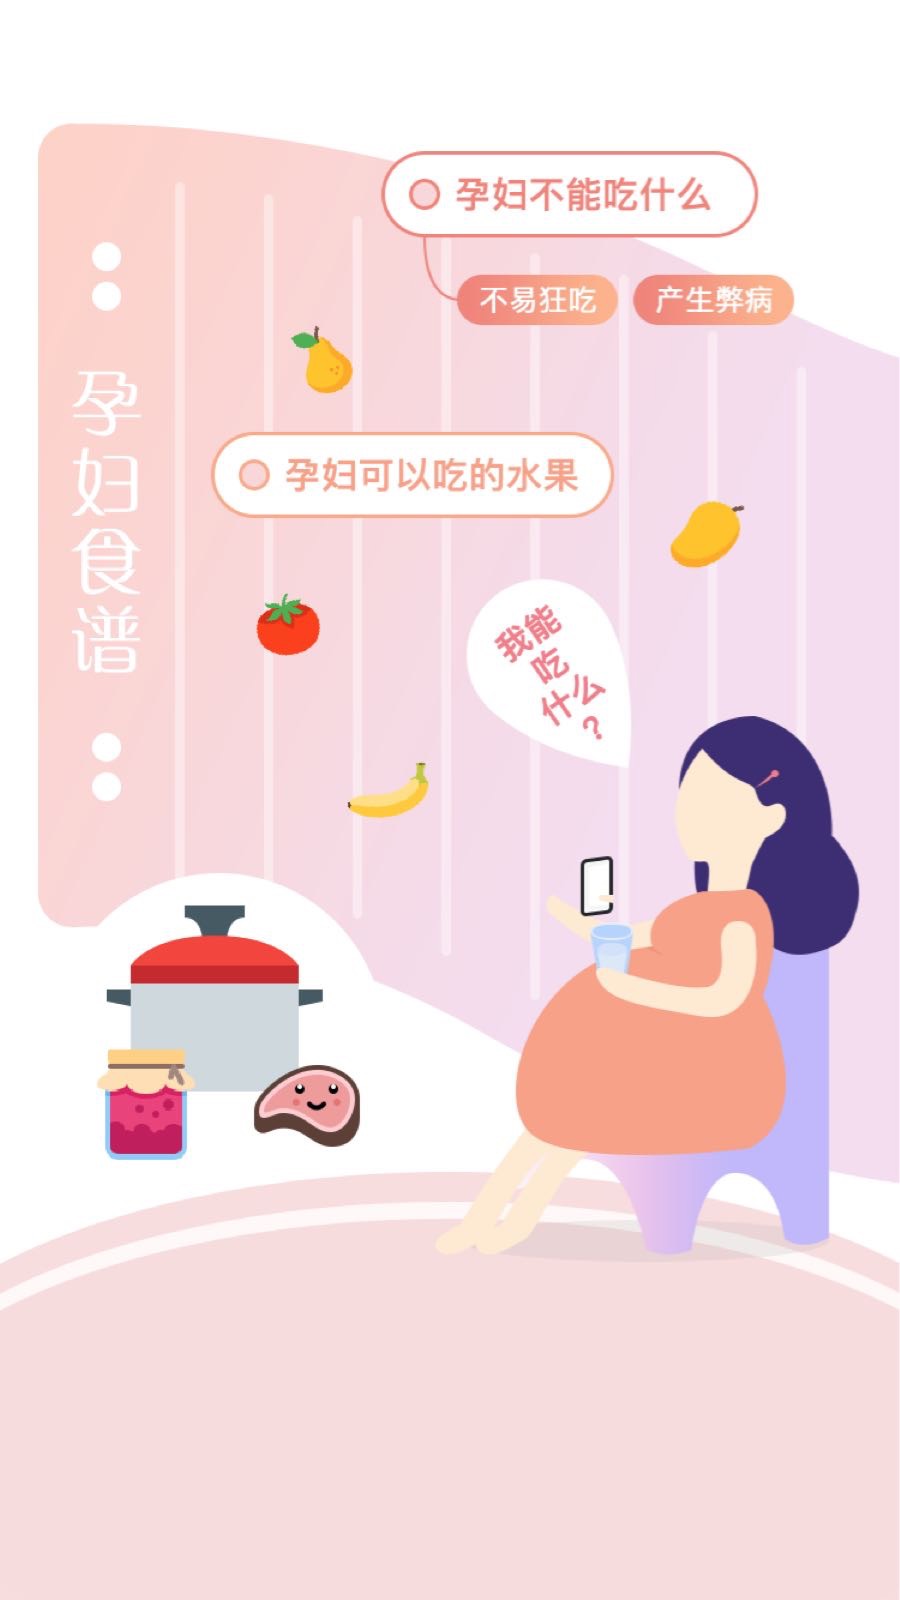 孕妇不能吃什么
不易狂吃
产生弊病
孕妇食谱
孕妇可以吃的水果
我能
吃
什么
？